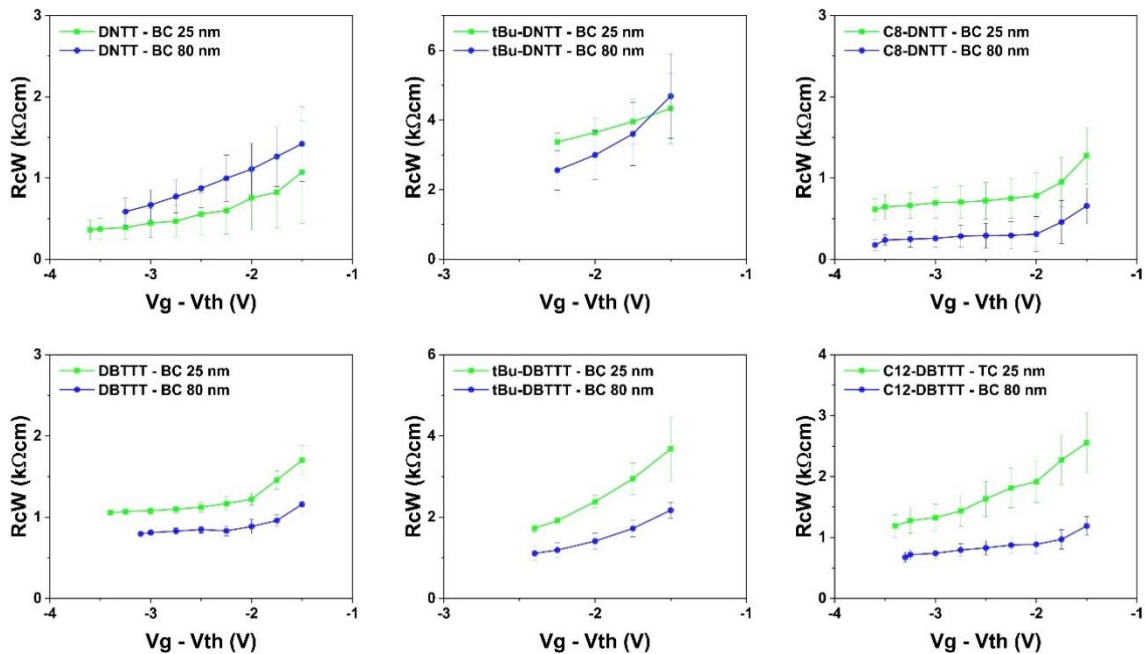 DNTT - BC 25 nm
DNTT - BC 80 nm
RcW (kΩcm)
3
2
1
0
-4
-3
-2
-1
Vg - Vth (V)
tBu-DNTT - BC 25 nm
tBu-DNTT - BC 80 nm
RcW (kΩcm)
6
4
2
0
-2
-1
Vg - Vth (V)
C8-DNTT - BC 25 nm
C8-DNTT - BC 80 nm
RcW (kΩcm)
3
2
1
0
-4
-3
-2
-1
Vg - Vth (V)
DBTTT - BC 25 nm
DBTTT - BC 80 nm
RcW (kΩcm)
3
2
1
0
-4
-3
-2
-1
Vg - Vth (V)
tBu-DBTTT - BC 25 nm
tBu-DBTTT - BC 80 nm
RcW (kΩcm)
6
4
2
0
-3
-2
-1
Vg - Vth (V)
C12-DBTTT - TC 25 nm
C12-DBTTT - BC 80 nm
RcW (kΩcm)
4
3
2
1
0
-4
-3
-2
-1
Vg - Vth (V)